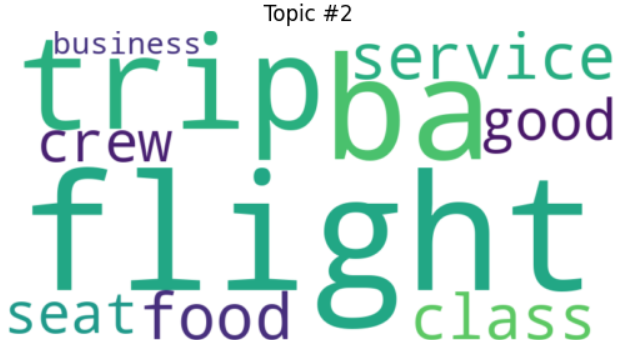 Topic #2
business
trip ba service
crew good
flight
seat food class